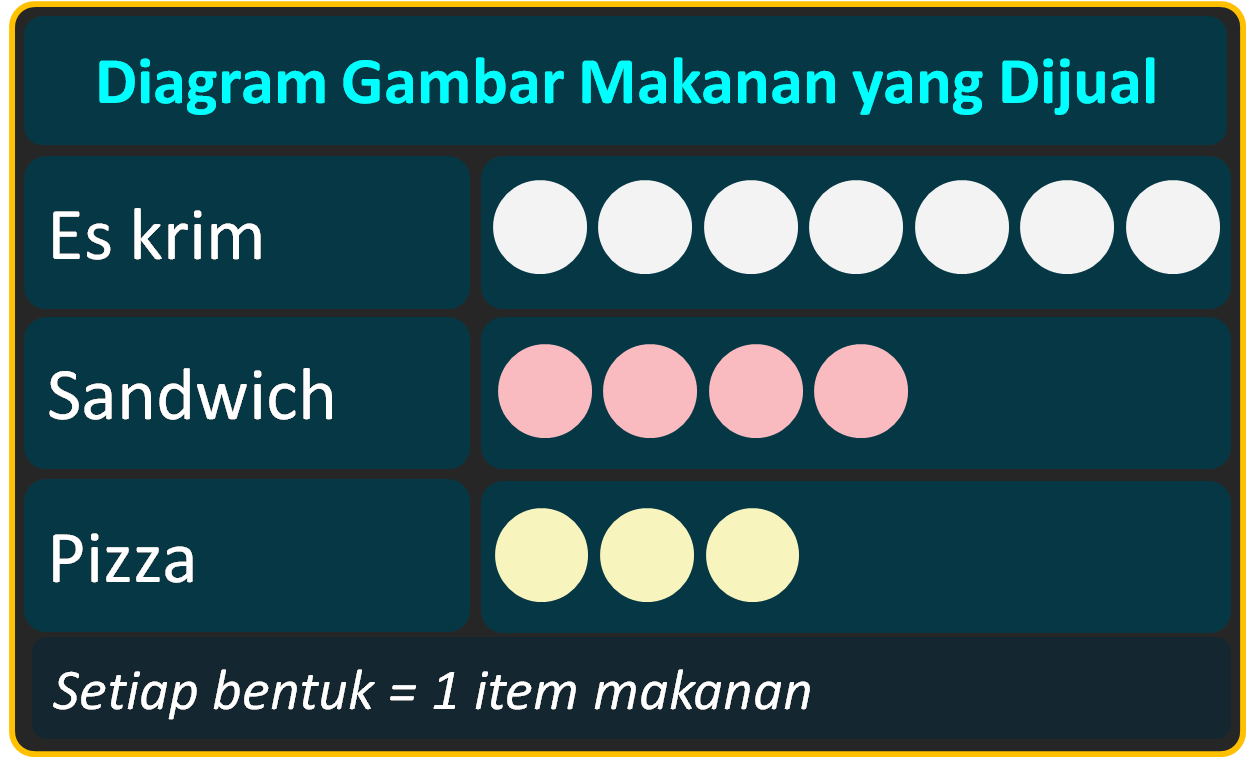 Diagram Gambar Makanan yang Dijual
Es krim
Sandwich
Pizza
Setiap bentuk = 1 item makanan